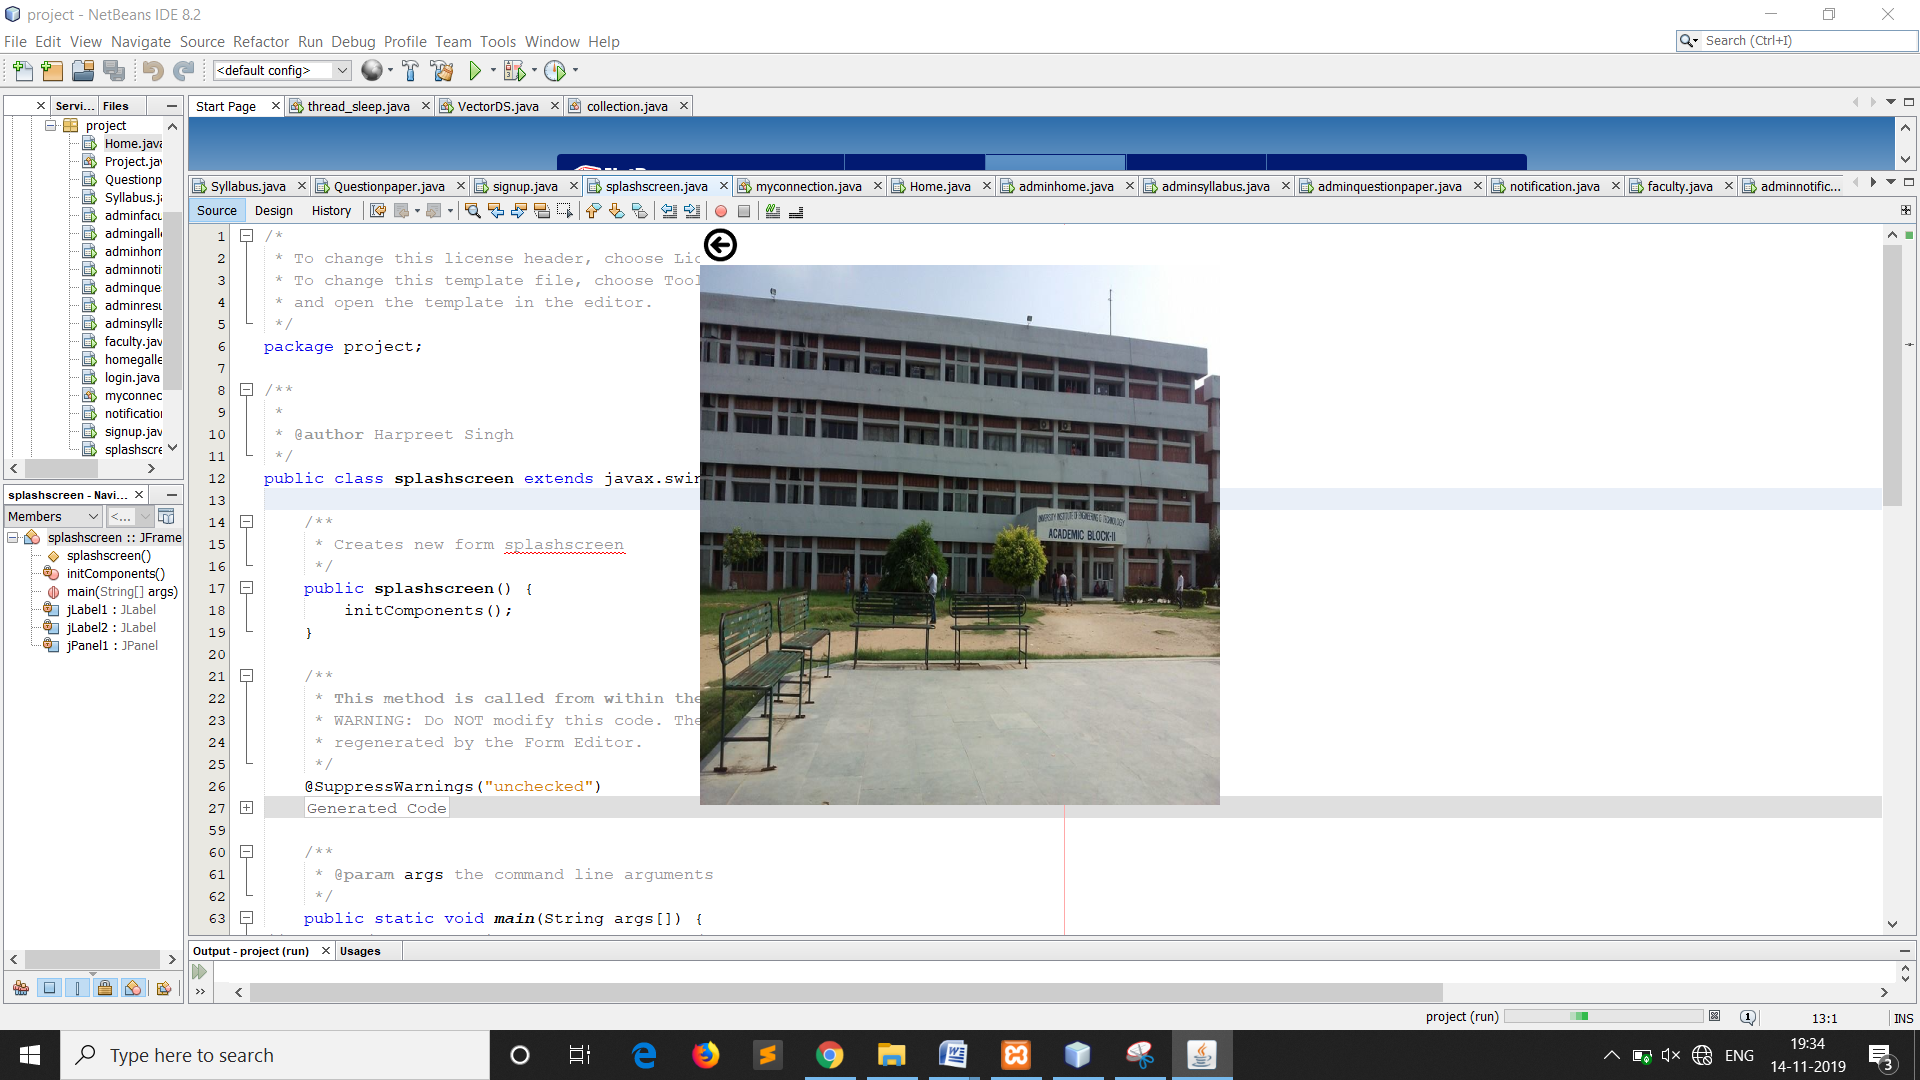 project - NetBeans IDE 8.2
File Edit View Navigate Source Refactor Run Debug Profile Team Tools Window Help
Search (Ctrl+I)
<default config>
Servi... Files
Start Page thread_sleep.java VectorDS.java collection.java
project
Home.java
Project.jav
Questionp
Syllabus.ja
adminfacu
admingall
adminhom
adminnoti
adminque
adminresu
adminsylla
faculty.jav
homegalle
login.java
myconnec
notification
signup.jav
splashscre
Syllabus.java Questionpaper.java signup.java splashscreen.java myconnection.java Home.java adminhome.java adminsyllabus.java adminquestionpaper.java notification.java faculty.java adminnotific...
Source Design History
1 /*
2 * To change this license header, choose Lic
3 * To change this template file, choose Tool
4 * and open the template in the editor.
5 */
6 package project;
7
8 /**
9 *
10 * @author Harpreet Singh
11 */
12 public class splashscreen extends javax.swin
13
14 /**
15 * Creates new form splashscreen
16 */
17 public splashscreen() {
18 initComponents();
19 }
20
21 /**
22 * This method is called from within the
23 * WARNING: Do NOT modify this code. The
24 * regenerated by the Form Editor.
25 */
26 @SuppressWarnings("unchecked")
27 Generated Code
59
60 /**
61 * @param args the command line arguments
62 */
63 public static void main(String args[]) {
UNIVERSITY INSTITUTE OF ENGINEERING & TECHNOLOGY
ACADEMIC BLOCK-II
splashscreen - Navi...
Members <...
splashscreen :: JFrame
splashscreen()
initComponents()
main(String[] args)
jLabel1 : JLabel
jLabel2 : JLabel
jPanel1 : JPanel
Output - project (run) Usages
project (run)
1
13:1 INS
Type here to search
ENG
19:34
14-11-2019
3